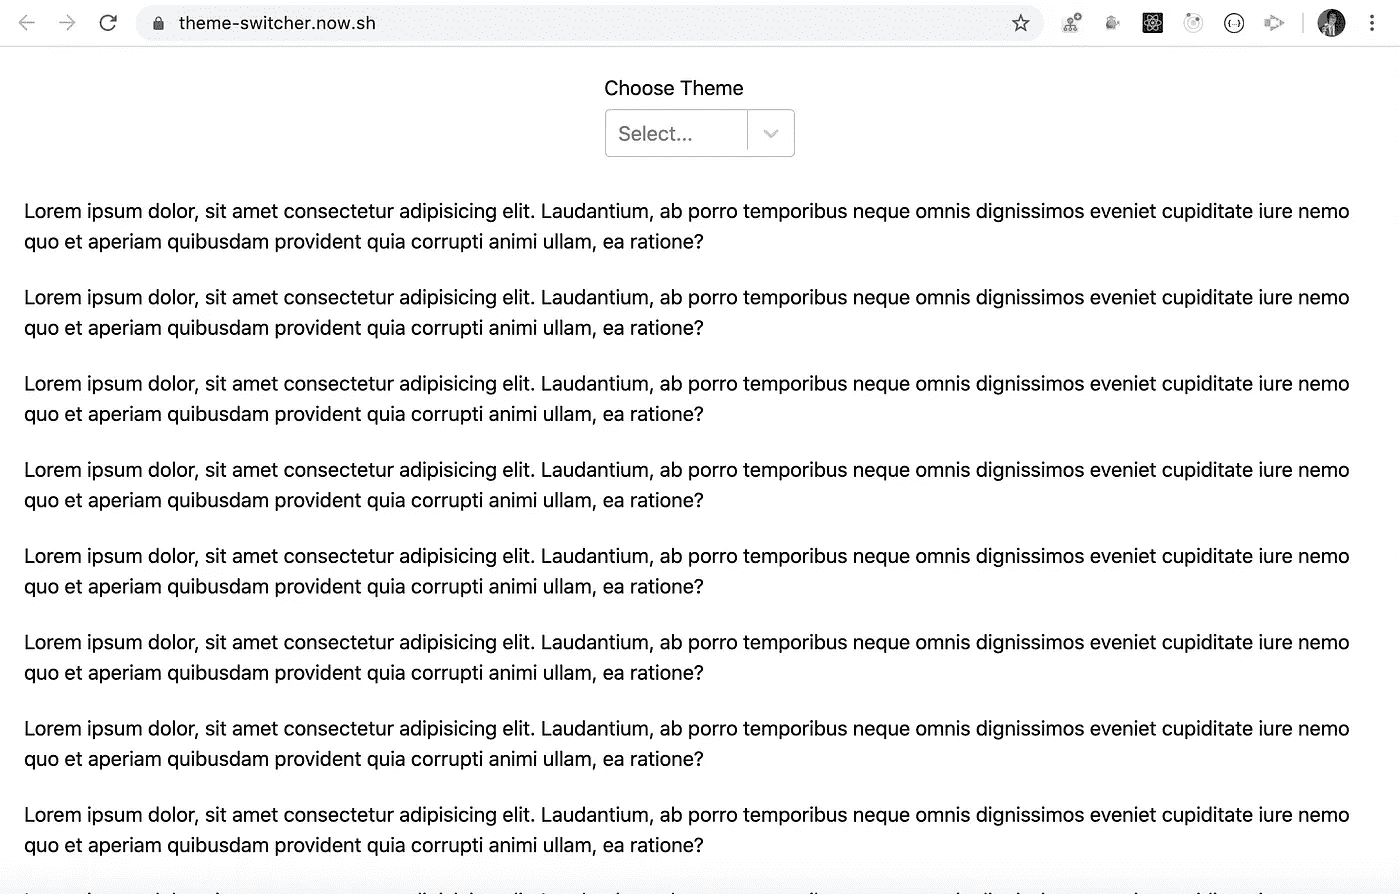 theme-switcher.now.sh
Choose Theme
Select...
Lorem ipsum dolor, sit amet consectetur adipisicing elit. Laudantium, ab porro temporibus neque omnis dignissimos eveniet cupiditate iure nemo
quo et aperiam quibusdam provident quia corrupti animi ullam, ea ratione?
Lorem ipsum dolor, sit amet consectetur adipisicing elit. Laudantium, ab porro temporibus neque omnis dignissimos eveniet cupiditate iure nemo
quo et aperiam quibusdam provident quia corrupti animi ullam, ea ratione?
Lorem ipsum dolor, sit amet consectetur adipisicing elit. Laudantium, ab porro temporibus neque omnis dignissimos eveniet cupiditate iure nemo
quo et aperiam quibusdam provident quia corrupti animi ullam, ea ratione?
Lorem ipsum dolor, sit amet consectetur adipisicing elit. Laudantium, ab porro temporibus neque omnis dignissimos eveniet cupiditate iure nemo
quo et aperiam quibusdam provident quia corrupti animi ullam, ea ratione?
Lorem ipsum dolor, sit amet consectetur adipisicing elit. Laudantium, ab porro temporibus neque omnis dignissimos eveniet cupiditate iure nemo
quo et aperiam quibusdam provident quia corrupti animi ullam, ea ratione?
Lorem ipsum dolor, sit amet consectetur adipisicing elit. Laudantium, ab porro temporibus neque omnis dignissimos eveniet cupiditate iure nemo
quo et aperiam quibusdam provident quia corrupti animi ullam, ea ratione?
Lorem ipsum dolor, sit amet consectetur adipisicing elit. Laudantium, ab porro temporibus neque omnis dignissimos eveniet cupiditate iure nemo
quo et aperiam quibusdam provident quia corrupti animi ullam, ea ratione?
Lorem ipsum dolor, sit amet consectetur adipisicing elit. Laudantium, ab porro temporibus neque omnis dignissimos eveniet cupiditate iure nemo
quo et aperiam quibusdam provident quia corrupti animi ullam, ea ratione?